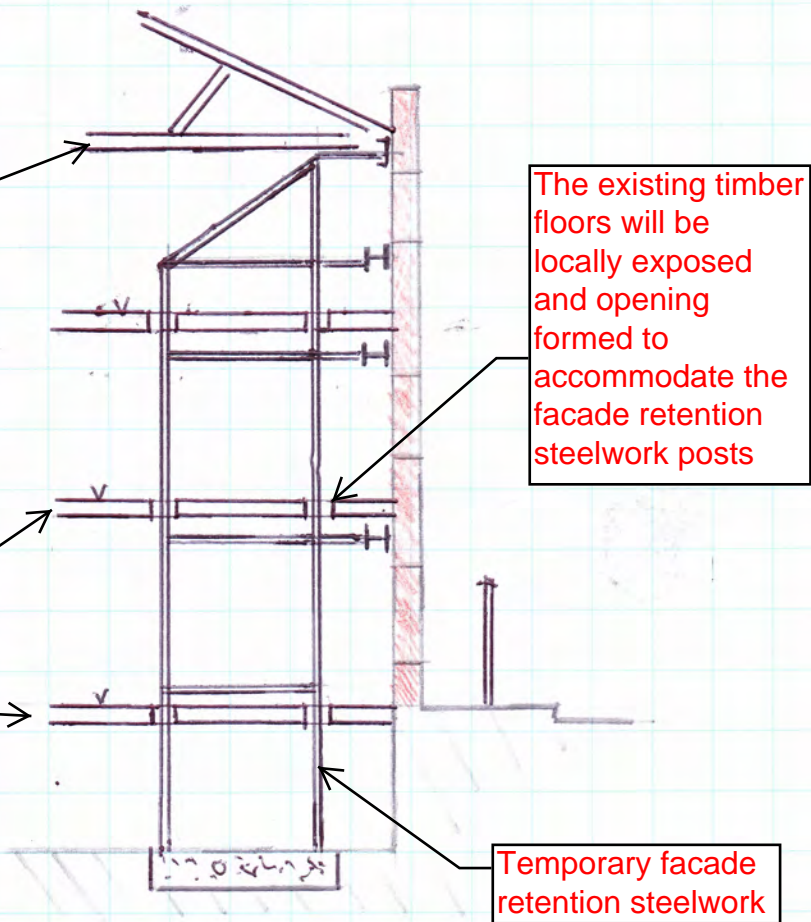 The existing timber
floors will be
locally exposed
and opening
formed to
accommodate the
facade retention
steelwork posts
Temporary facade
retention steelwork